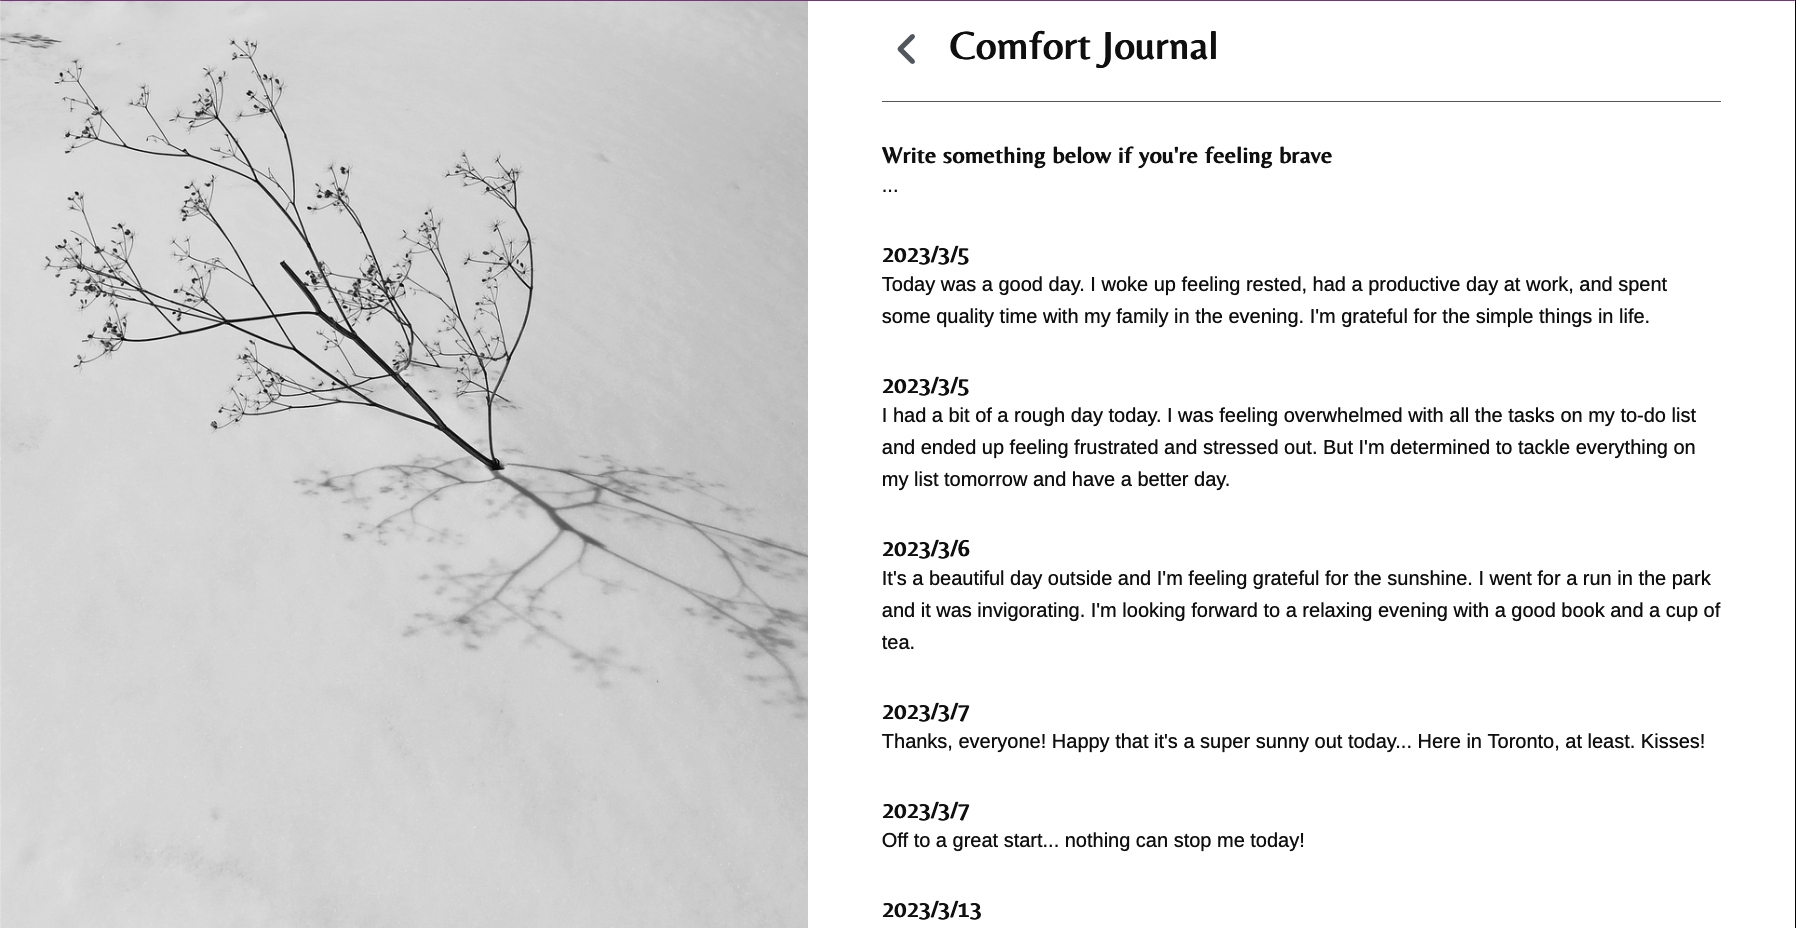 Comfort Journal
Write something below if you're feeling brave
...
2023/3/5
Today was a good day. I woke up feeling rested, had a productive day at work, and spent
some quality time with my family in the evening. I'm grateful for the simple things in life.
2023/3/5
I had a bit of a rough day today. I was feeling overwhelmed with all the tasks on my to-do list
and ended up feeling frustrated and stressed out. But I'm determined to tackle everything on
my list tomorrow and have a better day.
2023/3/6
It's a beautiful day outside and I'm feeling grateful for the sunshine. I went for a run in the park
and it was invigorating. I'm looking forward to a relaxing evening with a good book and a cup of
tea.
2023/3/7
Thanks, everyone! Happy that it's a super sunny out today... Here in Toronto, at least. Kisses!
2023/3/7
Off to a great start... nothing can stop me today!
2023/3/13